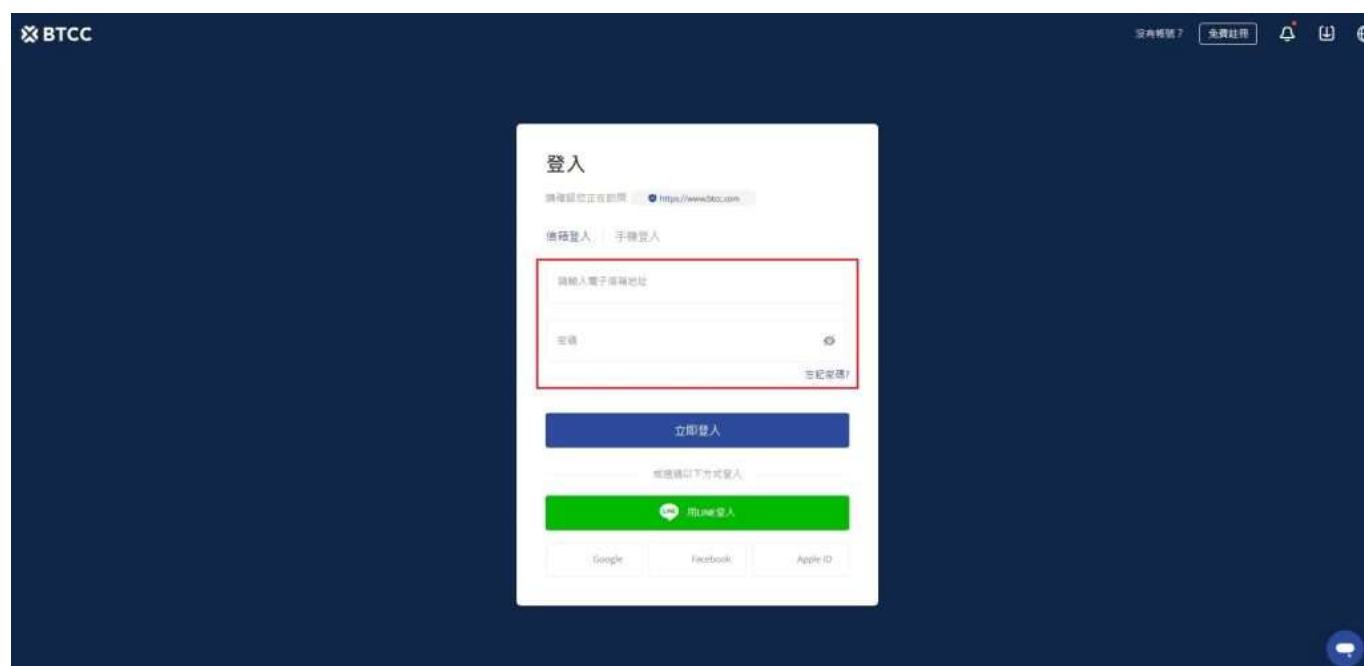 BTCC
沒有帳號？ 免費註冊
登入
請確認您正在訪問 https://www.btcc.com
信箱登入 手機登入
請輸入電子信箱地址
密碼
忘記密碼?
立即登入
或透過以下方式登入
LINE 用LINE登入
Google Facebook Apple ID